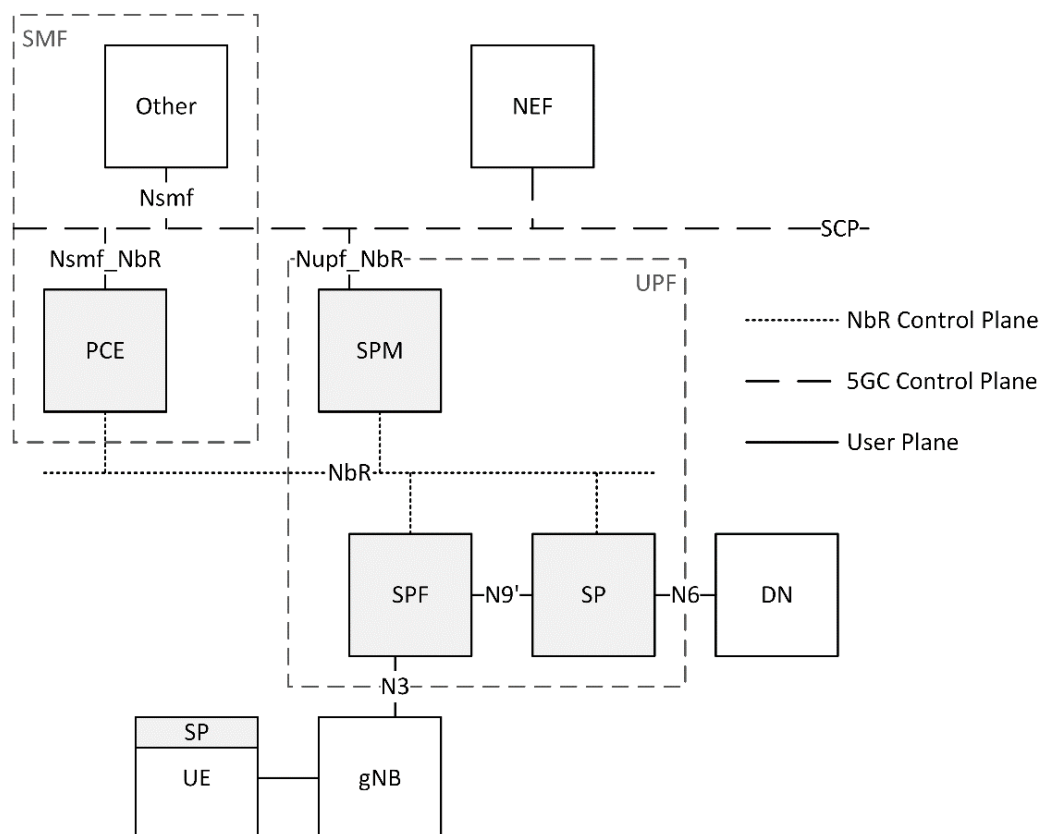 SMF
Other
NEF
Nsmf
SCP
Nsmf_NbR
Nupf_NbR
UPF
PCE
SPM
NbR Control Plane
5GC Control Plane
User Plane
NbR
SPF
N9'
SP
N6
DN
N3
SP
UE
gNB